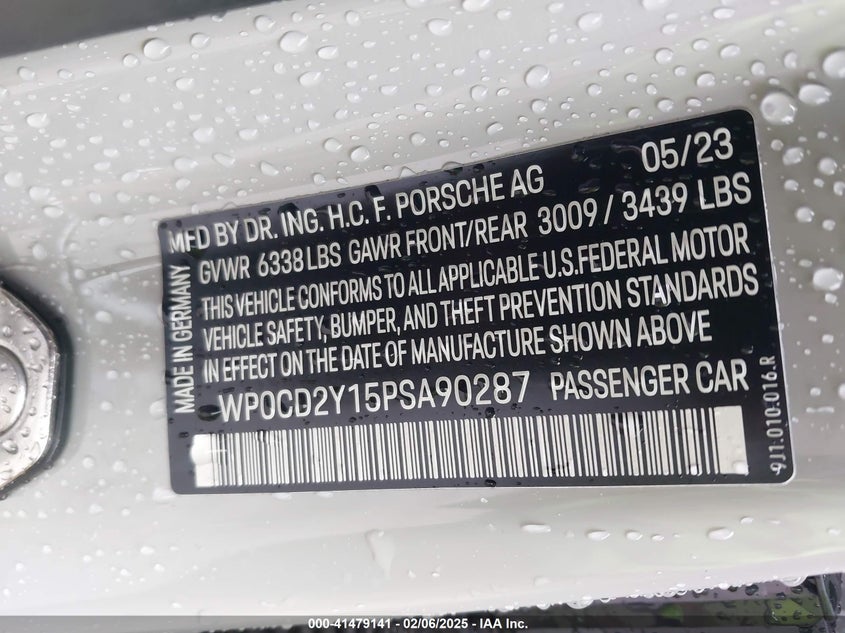 05/23
MFD BY DR. ING. H.C. F. PORSCHE AG
GVWR 6338 LBS GAWR FRONT/REAR 3009 / 3439 LBS
THIS VEHICLE CONFORMS TO ALL APPLICABLE U.S.FEDERAL MOTOR
VEHICLE SAFETY, BUMPER, AND THEFT PREVENTION STANDARDS
IN EFFECT ON THE DATE OF MANUFACTURE SHOWN ABOVE
WP0CD2Y15PSA90287 PASSENGER CAR
MADE IN GERMANY
9J1.010.016.R
000-41479141 - 02/06/2025 - IAA Inc.